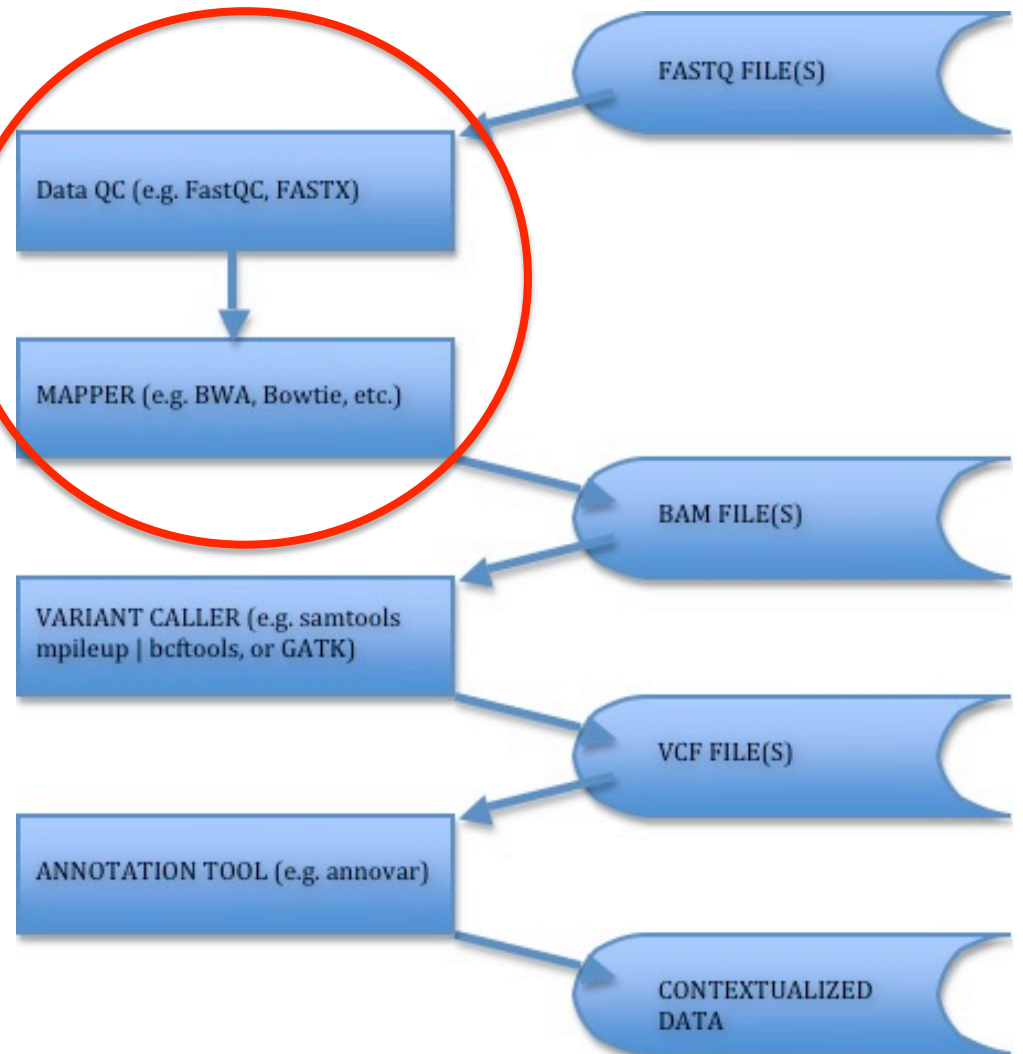 FASTQ FILE(S)
Data QC (e.g. FastQC, FASTX)
MAPPER (e.g. BWA, Bowtie, etc.)
BAM FILE(S)
VARIANT CALLER (e.g. samtools
mpileup | bcftools, or GATK)
VCF FILE(S)
ANNOTATION TOOL (e.g. annovar)
CONTEXTUALIZED
DATA